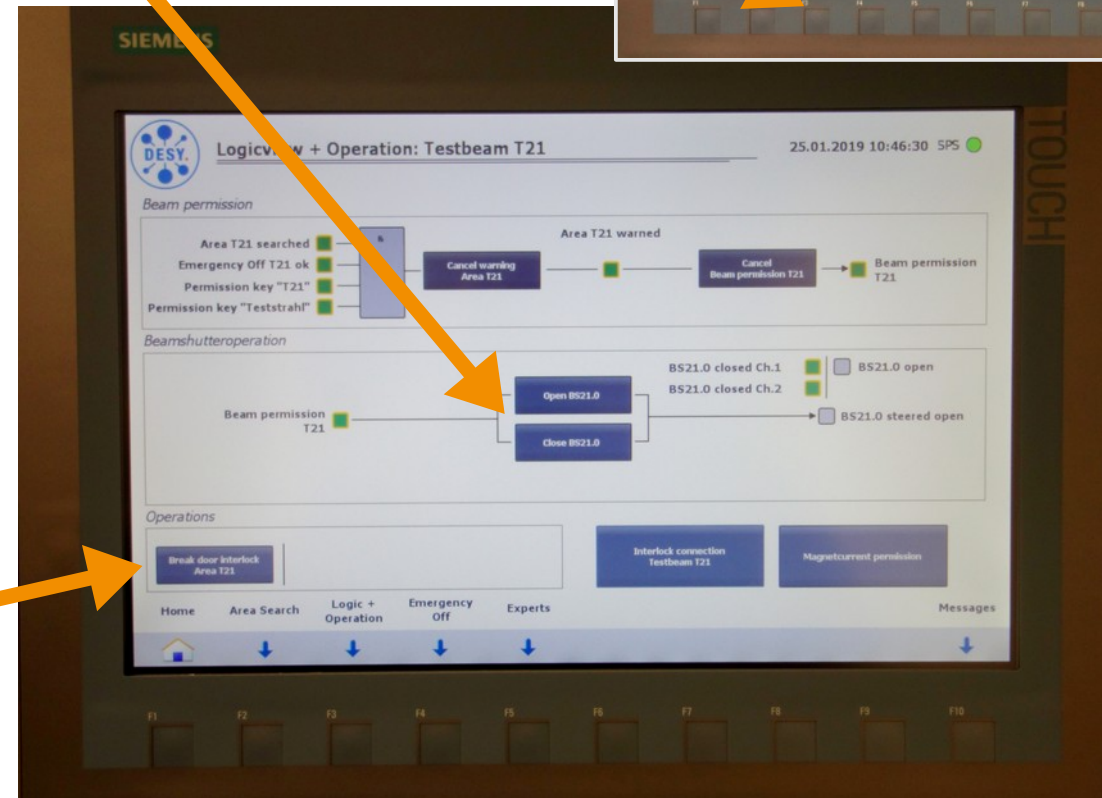 F1
F8
SIEMENS
TOUCH
DESY.
Logicview + Operation: Testbeam T21
25.01.2019 10:46:30 SPS
Beam permission
Area T21 searched
Emergency Off T21 ok
Permission key "T21"
Permission key "Teststrahl"
&
Cancel warning
Area T21
Area T21 warned
Cancel
Beam permission T21
Beam permission
T21
Beamshutteroperation
Beam permission
T21
Open BS21.0
Close BS21.0
BS21.0 closed Ch.1
BS21.0 closed Ch.2
BS21.0 open
BS21.0 steered open
Operations
Break door interlock
Area T21
Interlock connection
Testbeam T21
Magnetcurrent permission
Home
Area Search
Logic +
Operation
Emergency
Off
Experts
Messages
F1 F2 F3 F4 F5 F6 F7 F8 F9 F10